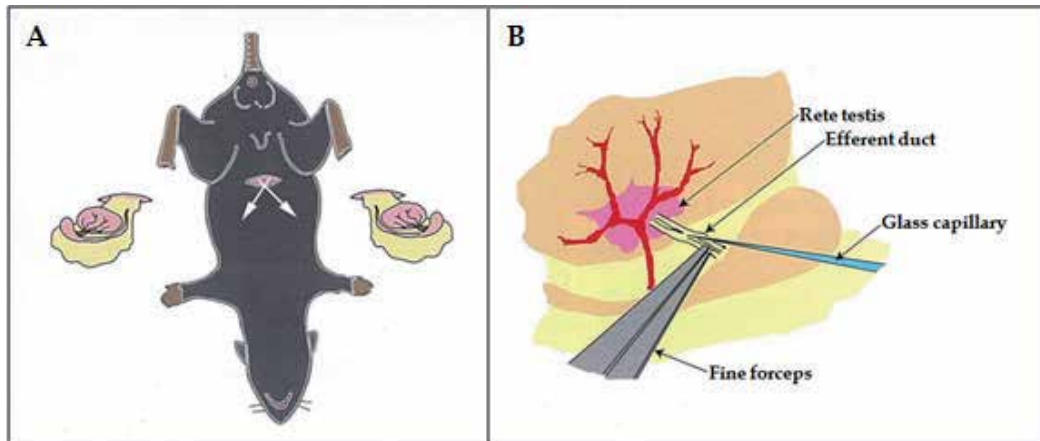 A
B
Rete testis
Efferent duct
Glass capillary
Fine forceps